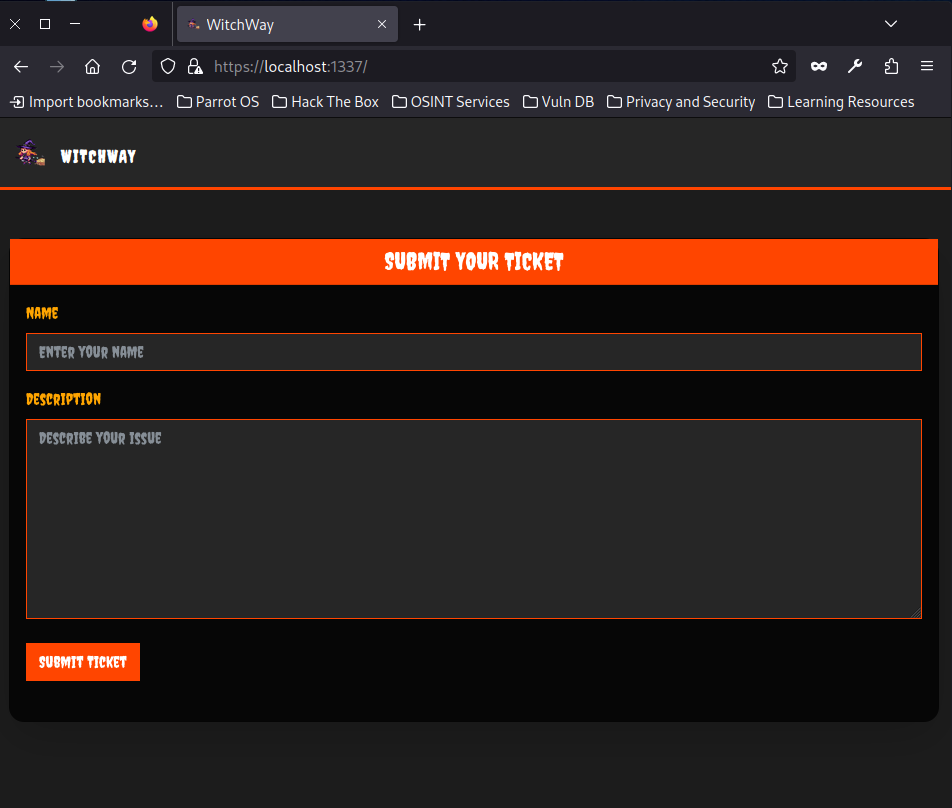 WitchWay
https://localhost:1337/
Import bookmarks… Parrot OS Hack The Box OSINT Services Vuln DB Privacy and Security Learning Resources
WITCHWAY
SUBMIT YOUR TICKET
NAME
ENTER YOUR NAME
DESCRIPTION
DESCRIBE YOUR ISSUE
SUBMIT TICKET